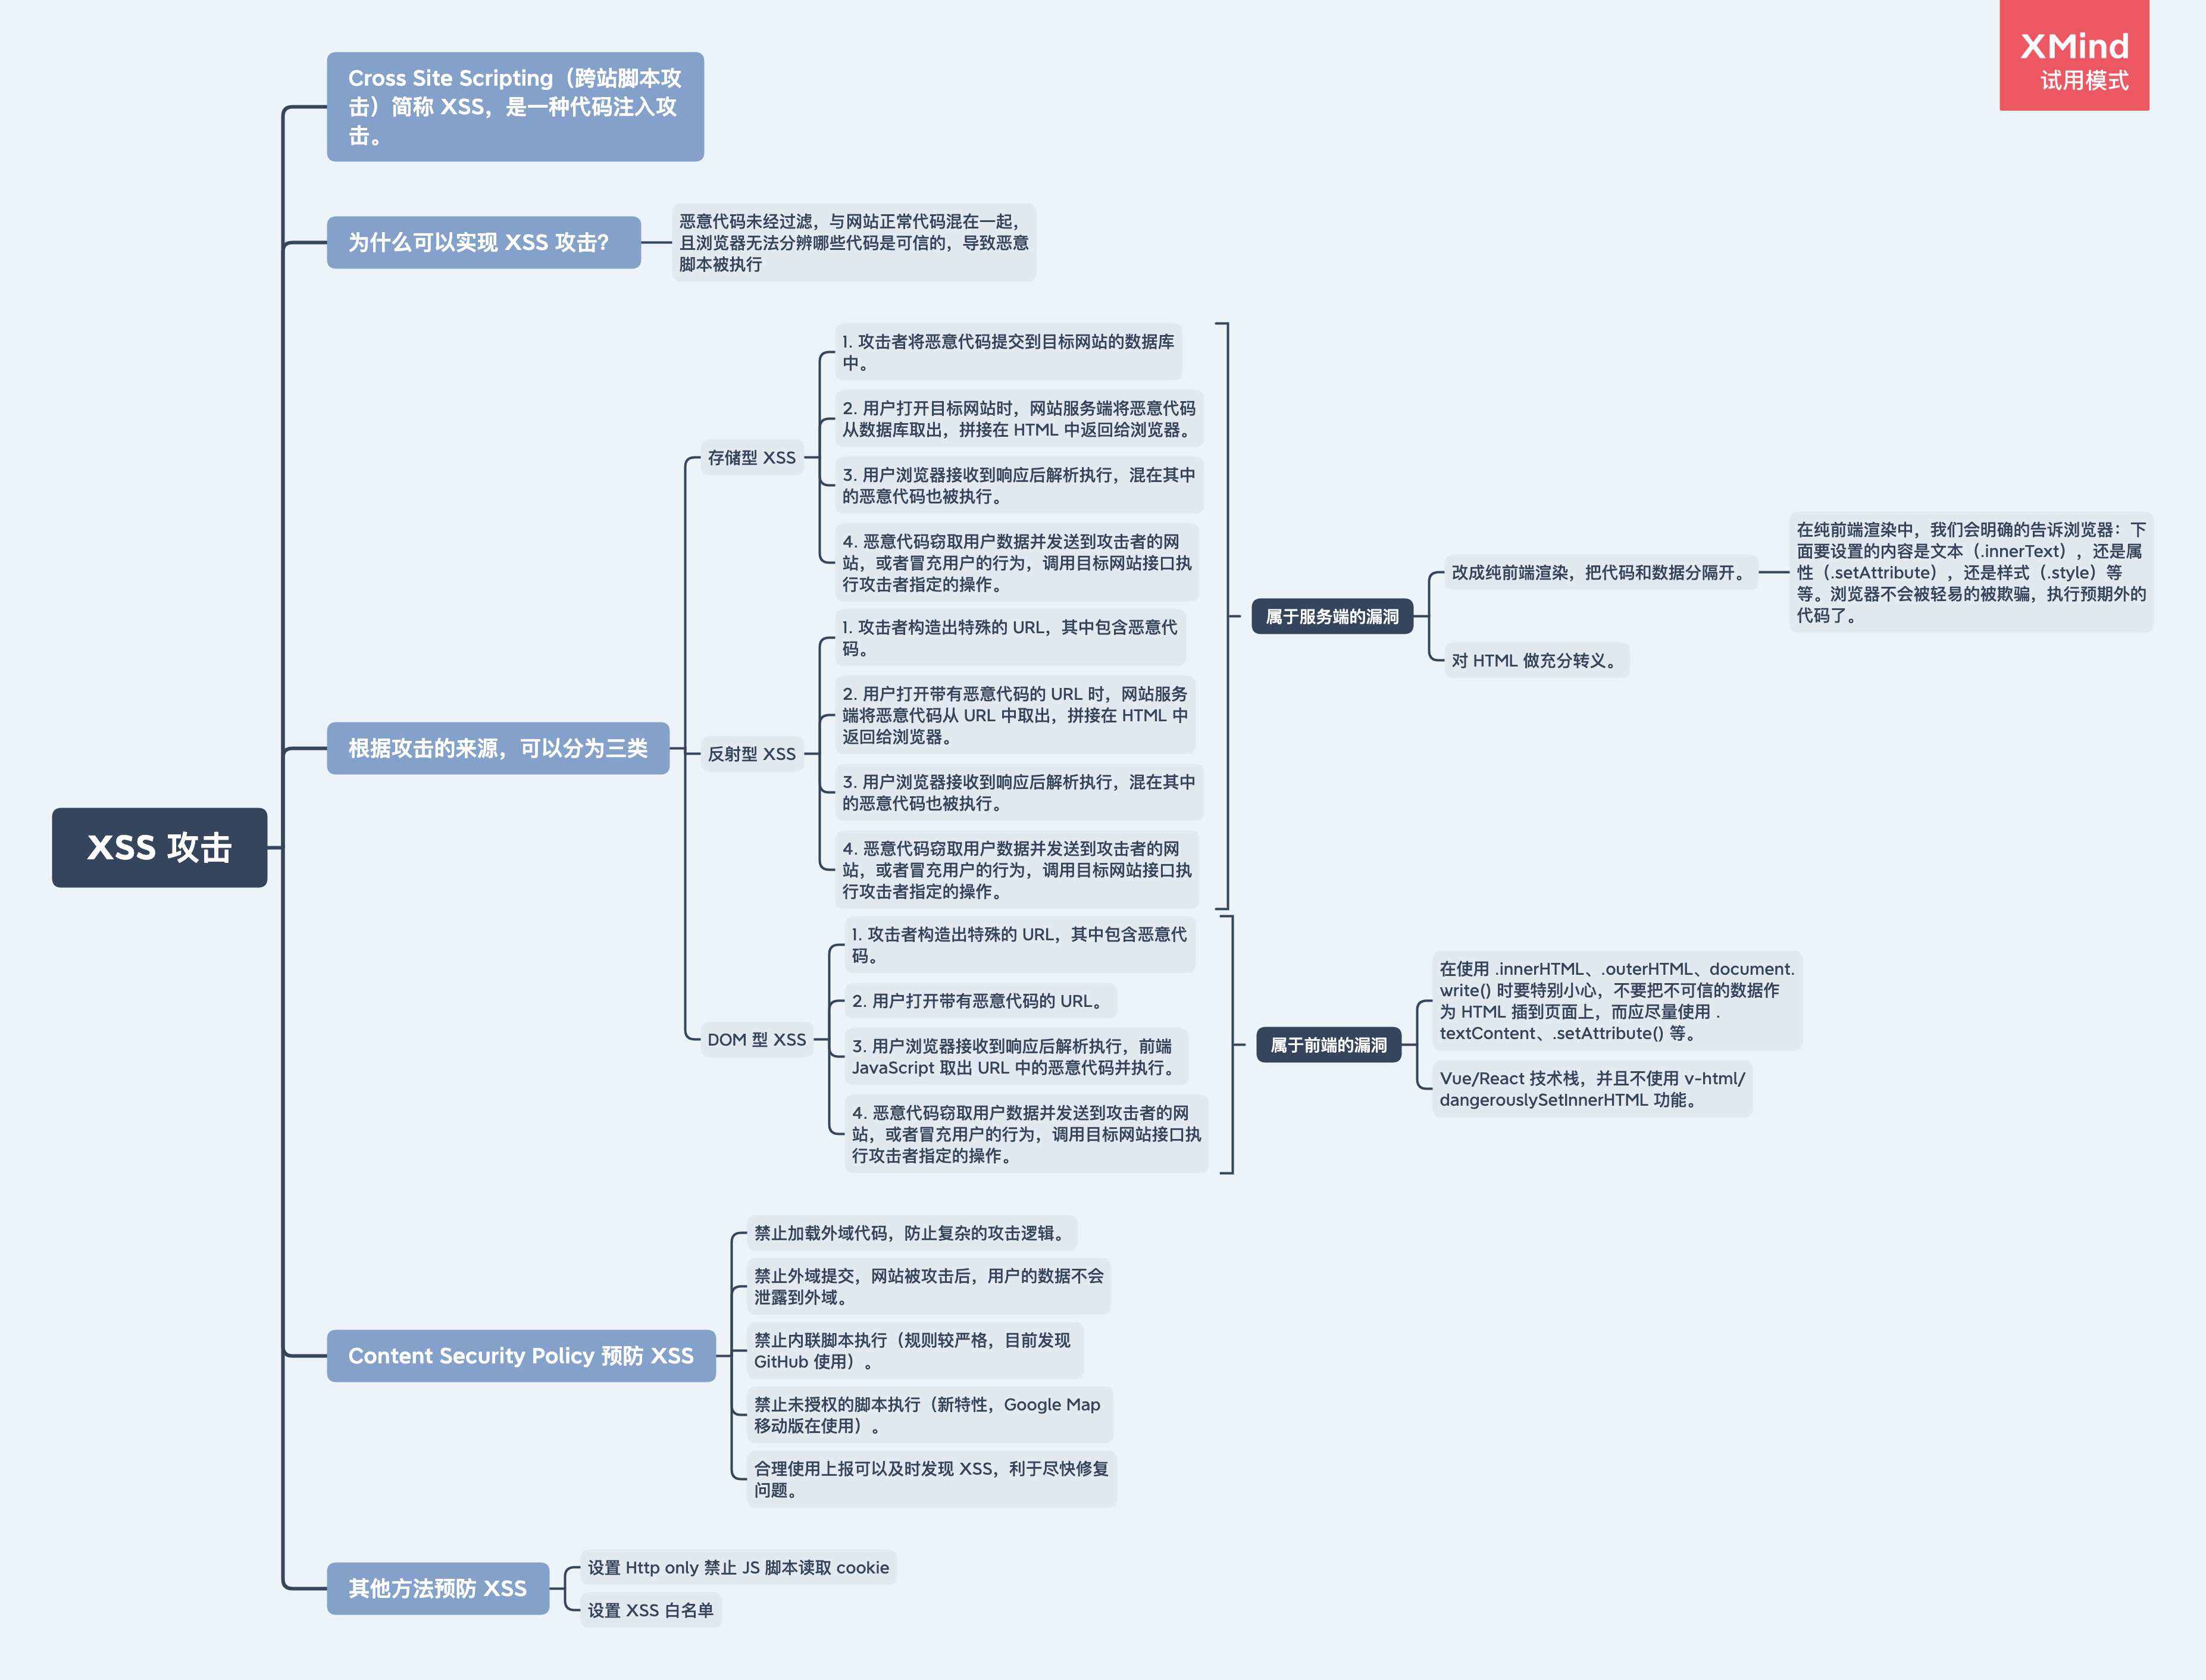 XMind
试用模式
Cross Site Scripting（跨站脚本攻
击）简称 XSS，是一种代码注入攻
击。
为什么可以实现 XSS 攻击？
恶意代码未经过滤，与网站正常代码混在一起，
且浏览器无法分辨哪些代码是可信的，导致恶意
脚本被执行
XSS 攻击
根据攻击的来源，可以分为三类
存储型 XSS
1. 攻击者将恶意代码提交到目标网站的数据库
中。
2. 用户打开目标网站时，网站服务端将恶意代码
从数据库取出，拼接在 HTML 中返回给浏览器。
3. 用户浏览器接收到响应后解析执行，混在其中
的恶意代码也被执行。
4. 恶意代码窃取用户数据并发送到攻击者的网
站，或者冒充用户的行为，调用目标网站接口执
行攻击者指定的操作。
反射型 XSS
1. 攻击者构造出特殊的 URL，其中包含恶意代
码。
2. 用户打开带有恶意代码的 URL 时，网站服务
端将恶意代码从 URL 中取出，拼接在 HTML 中
返回给浏览器。
3. 用户浏览器接收到响应后解析执行，混在其中
的恶意代码也被执行。
4. 恶意代码窃取用户数据并发送到攻击者的网
站，或者冒充用户的行为，调用目标网站接口执
行攻击者指定的操作。
属于服务端的漏洞
改成纯前端渲染，把代码和数据分隔开。
在纯前端渲染中，我们会明确的告诉浏览器：下
面要设置的内容是文本（.innerText），还是属
性（.setAttribute），还是样式（.style）等
等。浏览器不会被轻易的被欺骗，执行预期外的
代码了。
对 HTML 做充分转义。
DOM 型 XSS
1. 攻击者构造出特殊的 URL，其中包含恶意代
码。
2. 用户打开带有恶意代码的 URL。
3. 用户浏览器接收到响应后解析执行，前端
JavaScript 取出 URL 中的恶意代码并执行。
4. 恶意代码窃取用户数据并发送到攻击者的网
站，或者冒充用户的行为，调用目标网站接口执
行攻击者指定的操作。
属于前端的漏洞
在使用 .innerHTML、.outerHTML、document.
write() 时要特别小心，不要把不可信的数据作
为 HTML 插到页面上，而应尽量使用 .
textContent、.setAttribute() 等。
Vue/React 技术栈，并且不使用 v-html/
dangerouslySetInnerHTML 功能。
Content Security Policy 预防 XSS
禁止加载外域代码，防止复杂的攻击逻辑。
禁止外域提交，网站被攻击后，用户的数据不会
泄露到外域。
禁止内联脚本执行（规则较严格，目前发现
GitHub 使用）。
禁止未授权的脚本执行（新特性，Google Map
移动版在使用）。
合理使用上报可以及时发现 XSS，利于尽快修复
问题。
其他方法预防 XSS
设置 Http only 禁止 JS 脚本读取 cookie
设置 XSS 白名单